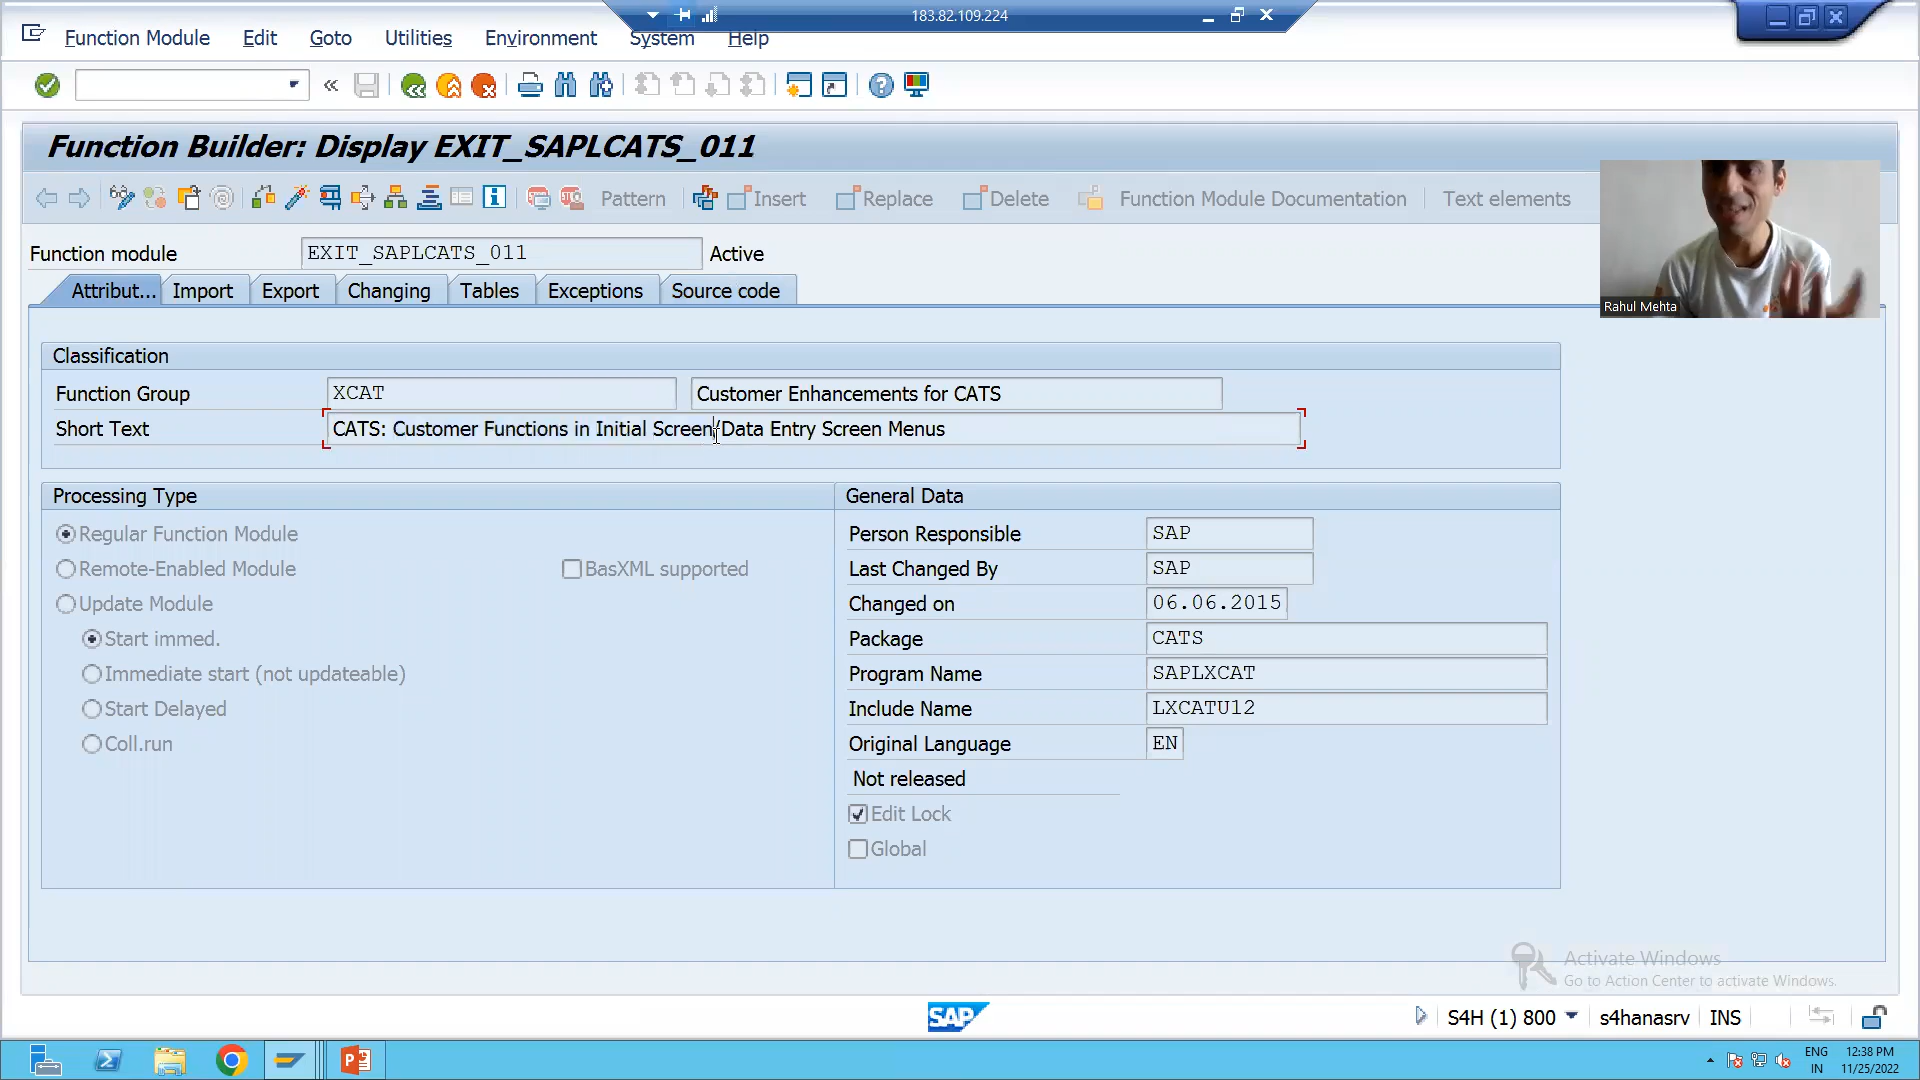 183.82.109.224
Function Module Edit Goto Utilities Environment System Help
Function Builder: Display EXIT_SAPLCATS_011
Pattern Insert Replace Delete Function Module Documentation Text elements
Function module EXIT_SAPLCATS_011 Active
Attribut... Import Export Changing Tables Exceptions Source code
Rahul Mehta
Classification
Function Group XCAT Customer Enhancements for CATS
Short Text CATS: Customer Functions in Initial Screen/Data Entry Screen Menus
Processing Type
Regular Function Module
Remote-Enabled Module BasXML supported
Update Module
Start immed.
Immediate start (not updateable)
Start Delayed
Coll.run
General Data
Person Responsible SAP
Last Changed By SAP
Changed on 06.06.2015
Package CATS
Program Name SAPLXCAT
Include Name LXCATU12
Original Language EN
Not released
Edit Lock
Global
Activate Windows
Go to Action Center to activate Windows.
SAP
S4H (1) 800 s4hanasrv INS
ENG 12:38 PM
IN 11/25/2022